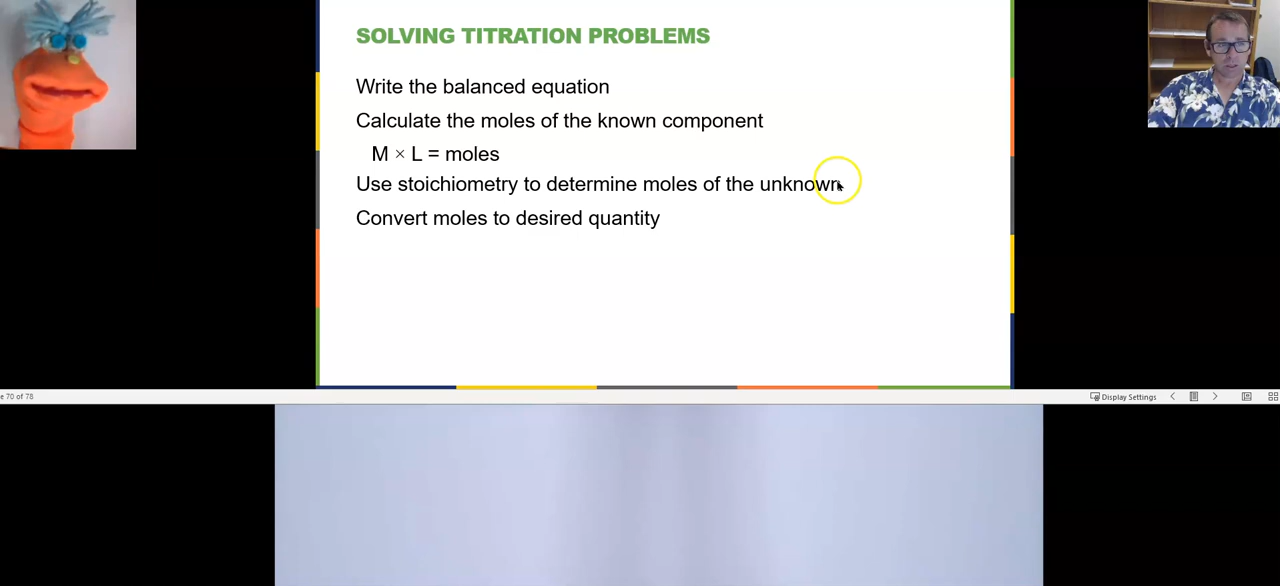 SOLVING TITRATION PROBLEMS
Write the balanced equation
Calculate the moles of the known component
M × L = moles
Use stoichiometry to determine moles of the unknown
Convert moles to desired quantity
e 70 of 78
Display Settings